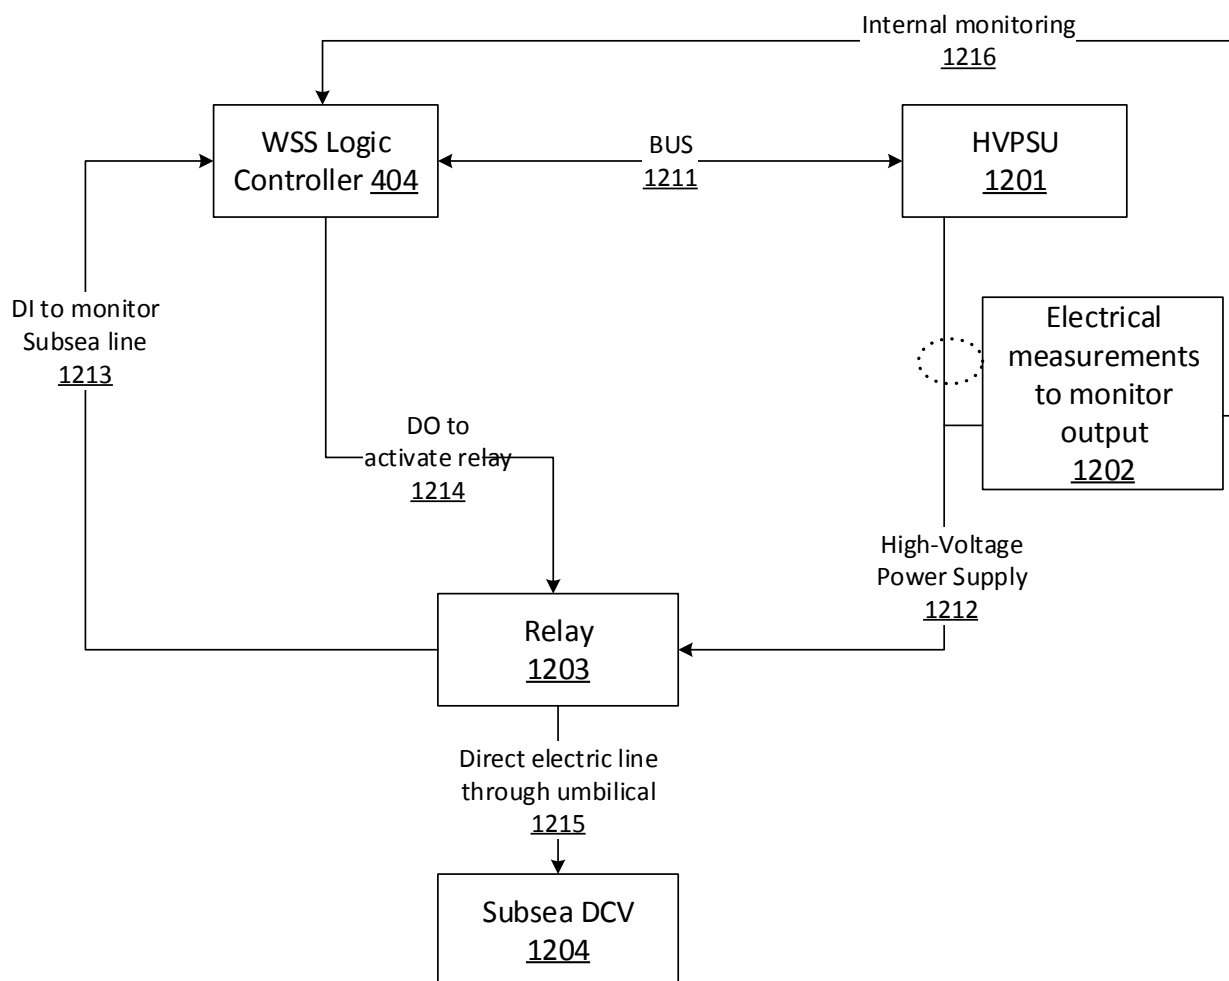 Internal monitoring
1216
WSS Logic
Controller 404
BUS
1211
HVPSU
1201
DI to monitor
Subsea line
1213
Electrical
measurements
to monitor
output
1202
DO to
activate relay
1214
High-Voltage
Power Supply
1212
Relay
1203
Direct electric line
through umbilical
1215
Subsea DCV
1204